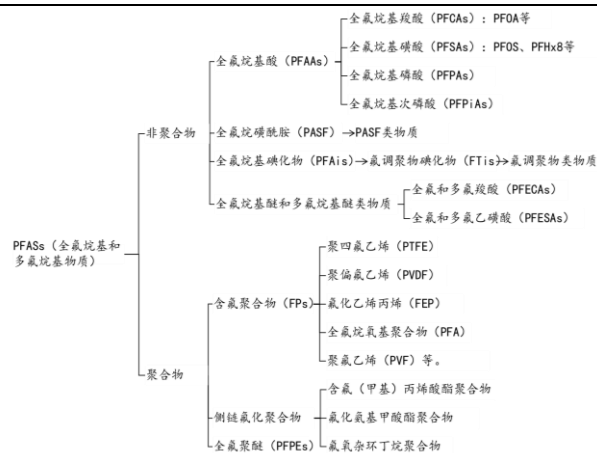 全氟烷基羧酸（PFCAs）：PFOA等
全氟烷基磺酸（PFSAs）：PFOS、PFHx8等
全氟烷基酸（PFAAs）
全氟烷基磷酸（PFPAs）
全氟烷基次磷酸（PFPiAs）
非聚合物
全氟烷磺酰胺（PASF）→PASF类物质
全氟烷基碘化物（PFAis）→氟调聚物碘化物（FTis）→氟调聚物类物质
全氟和多氟羧酸（PFECAs）
全氟烷基醚和多氟烷基醚类物质
全氟和多氟乙磺酸（PFESAs）
PFASs（全氟烷基和
多氟烷基物质）
聚四氟乙烯（PTFE）
聚偏氟乙烯（PVDF）
含氟聚合物（FPs）
氟化乙烯丙烯（FEP）
全氟烷氧基聚合物（PFA）
聚氟乙烯（PVF）等。
聚合物
含氟（甲基）丙烯酸酯聚合物
侧链氟化聚合物
氟化氨基甲酸酯聚合物
全氟聚醚（PFPEs）
氟氧杂环丁烷聚合物